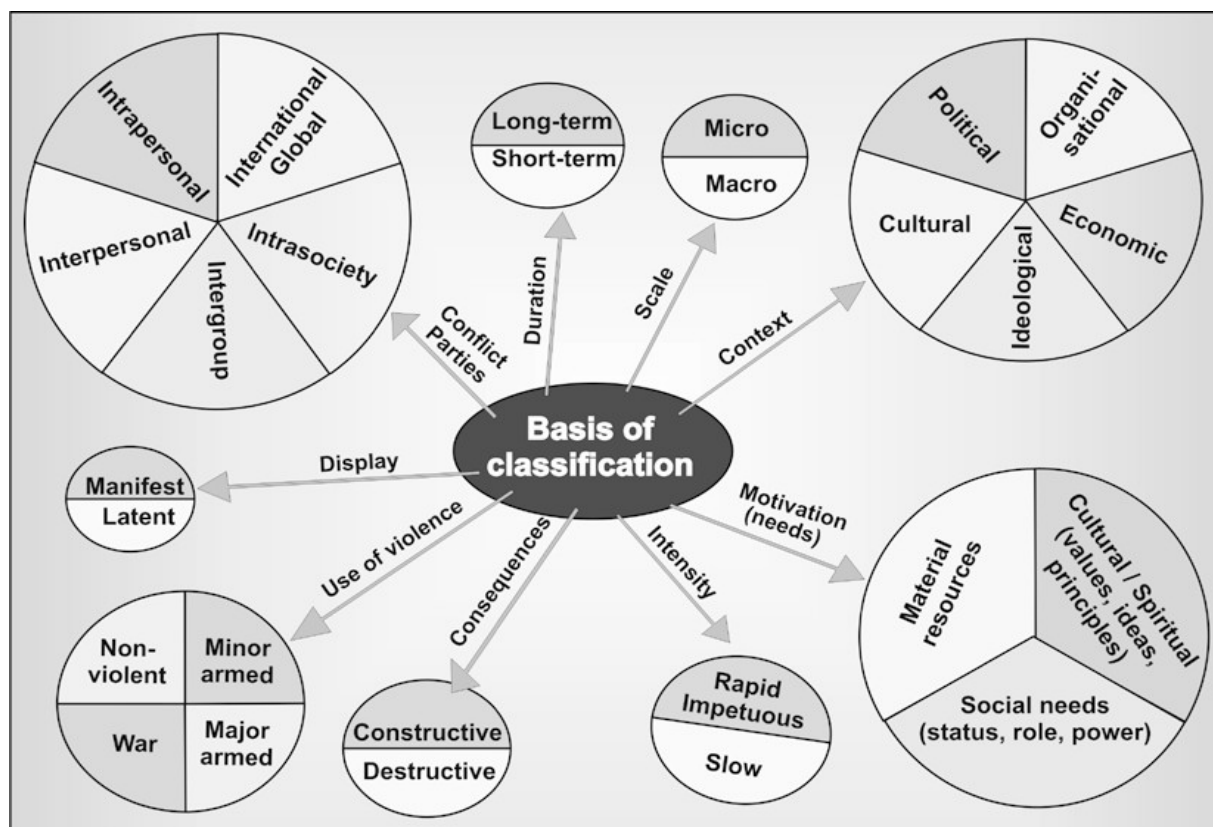 Intrapersonal
International
Global
Interpersonal
Intrasociety
Intergroup
Long-term
Short-term
Micro
Macro
Political
Organi-
sational
Cultural
Economic
Ideological
Conflict
Parties
Duration
Scale
Context
Basis of
classification
Display
Manifest
Latent
Use of violence
Consequences
Intensity
Motivation
(needs)
Non-
violent
Minor
armed
War
Major
armed
Constructive
Destructive
Rapid
Impetuous
Slow
Material
resources
Cultural / Spiritual
(values, ideas,
principles)
Social needs
(status, role, power)